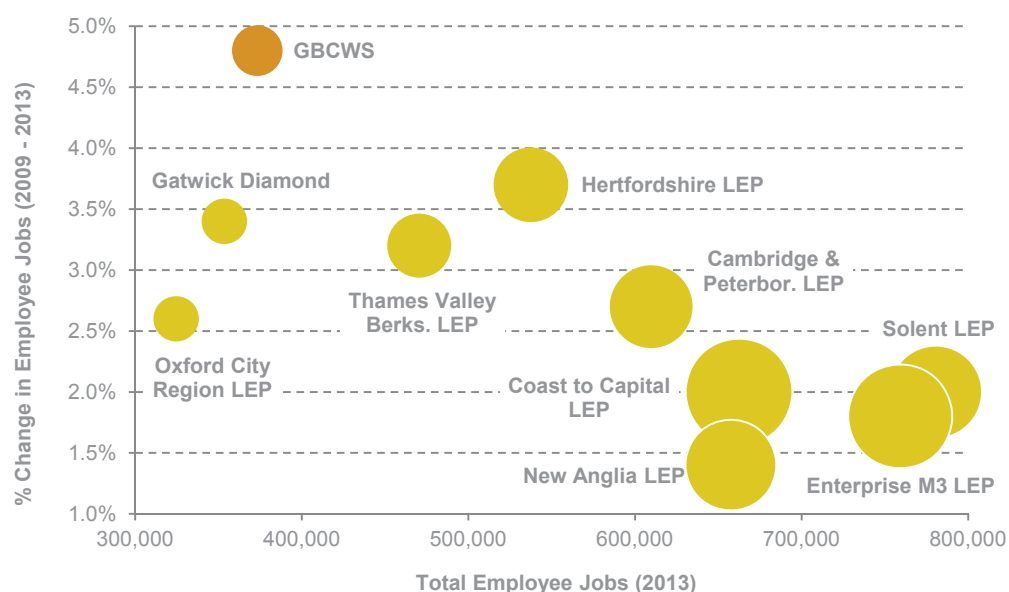 % Change in Employee Jobs (2009 - 2013)
5.0%
4.5%
4.0%
3.5%
3.0%
2.5%
2.0%
1.5%
1.0%
GBCWS
Gatwick Diamond
Hertfordshire LEP
Thames Valley
Berks. LEP
Cambridge &
Peterbor. LEP
Oxford City
Region LEP
Solent LEP
Coast to Capital
LEP
New Anglia LEP
Enterprise M3 LEP
300,000
400,000
500,000
600,000
700,000
800,000
Total Employee Jobs (2013)